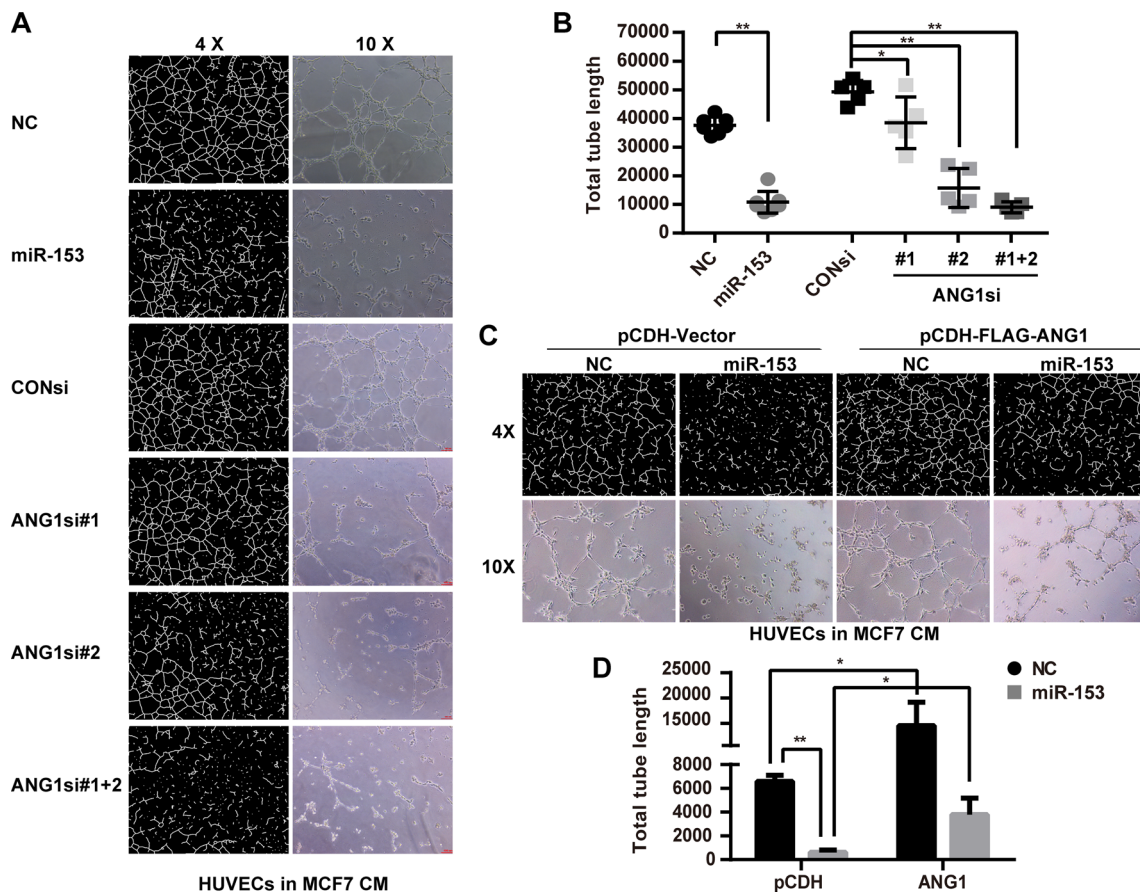 A
4 X 10 X
NC
miR-153
CONsi
ANG1si#1
ANG1si#2
ANG1si#1+2
HUVECs in MCF7 CM
B
Total tube length
70000
60000
50000
40000
30000
20000
10000
0
** * ** **
NC miR-153 CONsi #1 #2 #1+2
ANG1si
C
pCDH-Vector pCDH-FLAG-ANG1
NC miR-153 NC miR-153
4X
10X
HUVECs in MCF7 CM
D
Total tube length
25000
20000
15000
8000
6000
4000
2000
0
* * **
NC
miR-153
pCDH ANG1